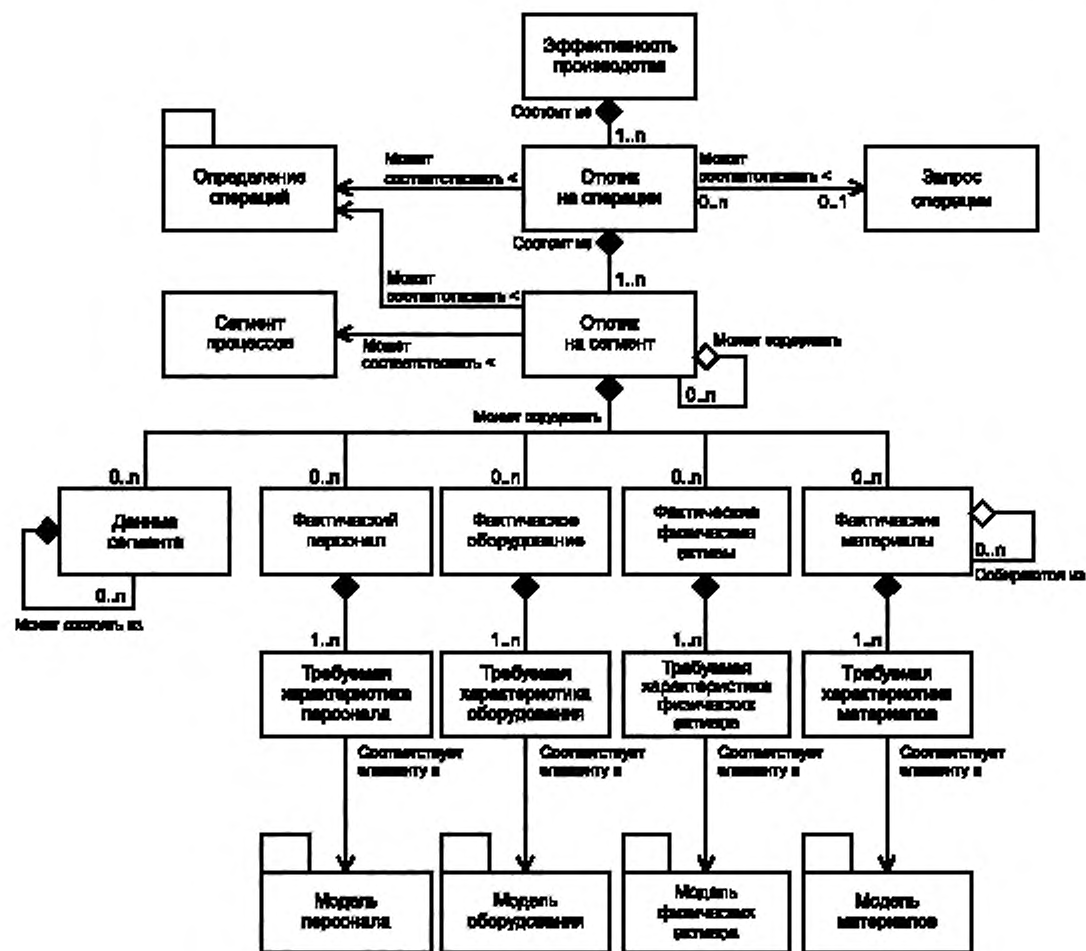 Эффективность
производства
Состоит из
1..n
Определение
операций
Может
соответствовать <
Отклик
на операции
Может
соответствовать <
0..n
0..1
Запрос
операции
Состоит из
1..n
Может
соответствовать <
Сегмент
процессов
Может
соответствовать <
Отклик
на сегмент
Может содержать
0..n
Может содержать
0..n
0..n
0..n
0..n
0..n
Данные
сегмента
0..n
Может состоять из
Фактический
персонал
Фактическое
оборудование
Фактические
физические
активы
Фактические
материалы
0..n
Собираются из
1..n
1..n
1..n
1..n
Требуемая
характеристика
персонала
Требуемая
характеристика
оборудования
Требуемая
характеристика
физических
активов
Требуемая
характеристика
материалов
Соответствует
элементу в
Соответствует
элементу в
Соответствует
элементу в
Соответствует
элементу в
Модель
персонала
Модель
оборудования
Модель
физических
активов
Модель
материалов